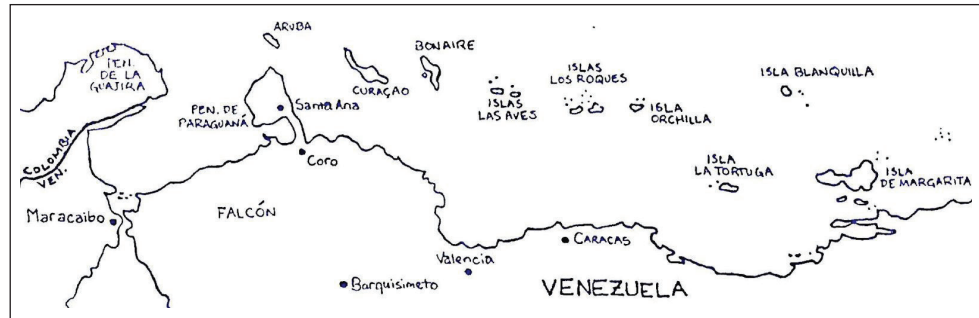 ARUBA
BONAIRE
CURAÇAO
ISLAS
LAS AVES
ISLAS
LOS ROQUES
ISLA
ORCHILLA
ISLA BLANQUILLA
DE LA
GUAJIRA
PEN. DE
PARAGUANÁ
Santa Ana
Coro
COLOMBIA
VEN.
ISLA
LA TORTUGA
ISLA
DE MARGARITA
Maracaibo
FALCÓN
CARACAS
Valencia
Barquisimeto
VENEZUELA